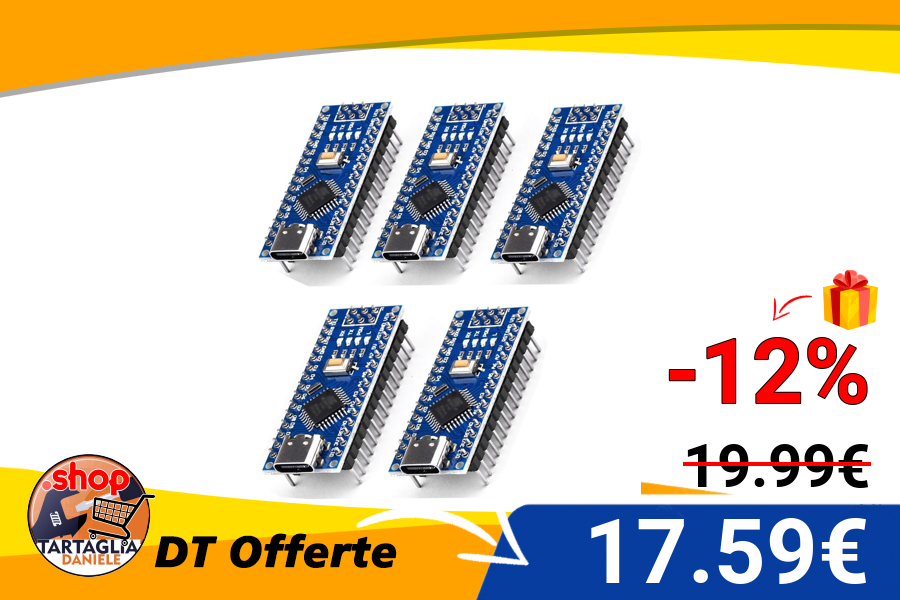 -12%
19.99€
17.59€
.shop
TARTAGLIA
DANIELE
DT Offerte